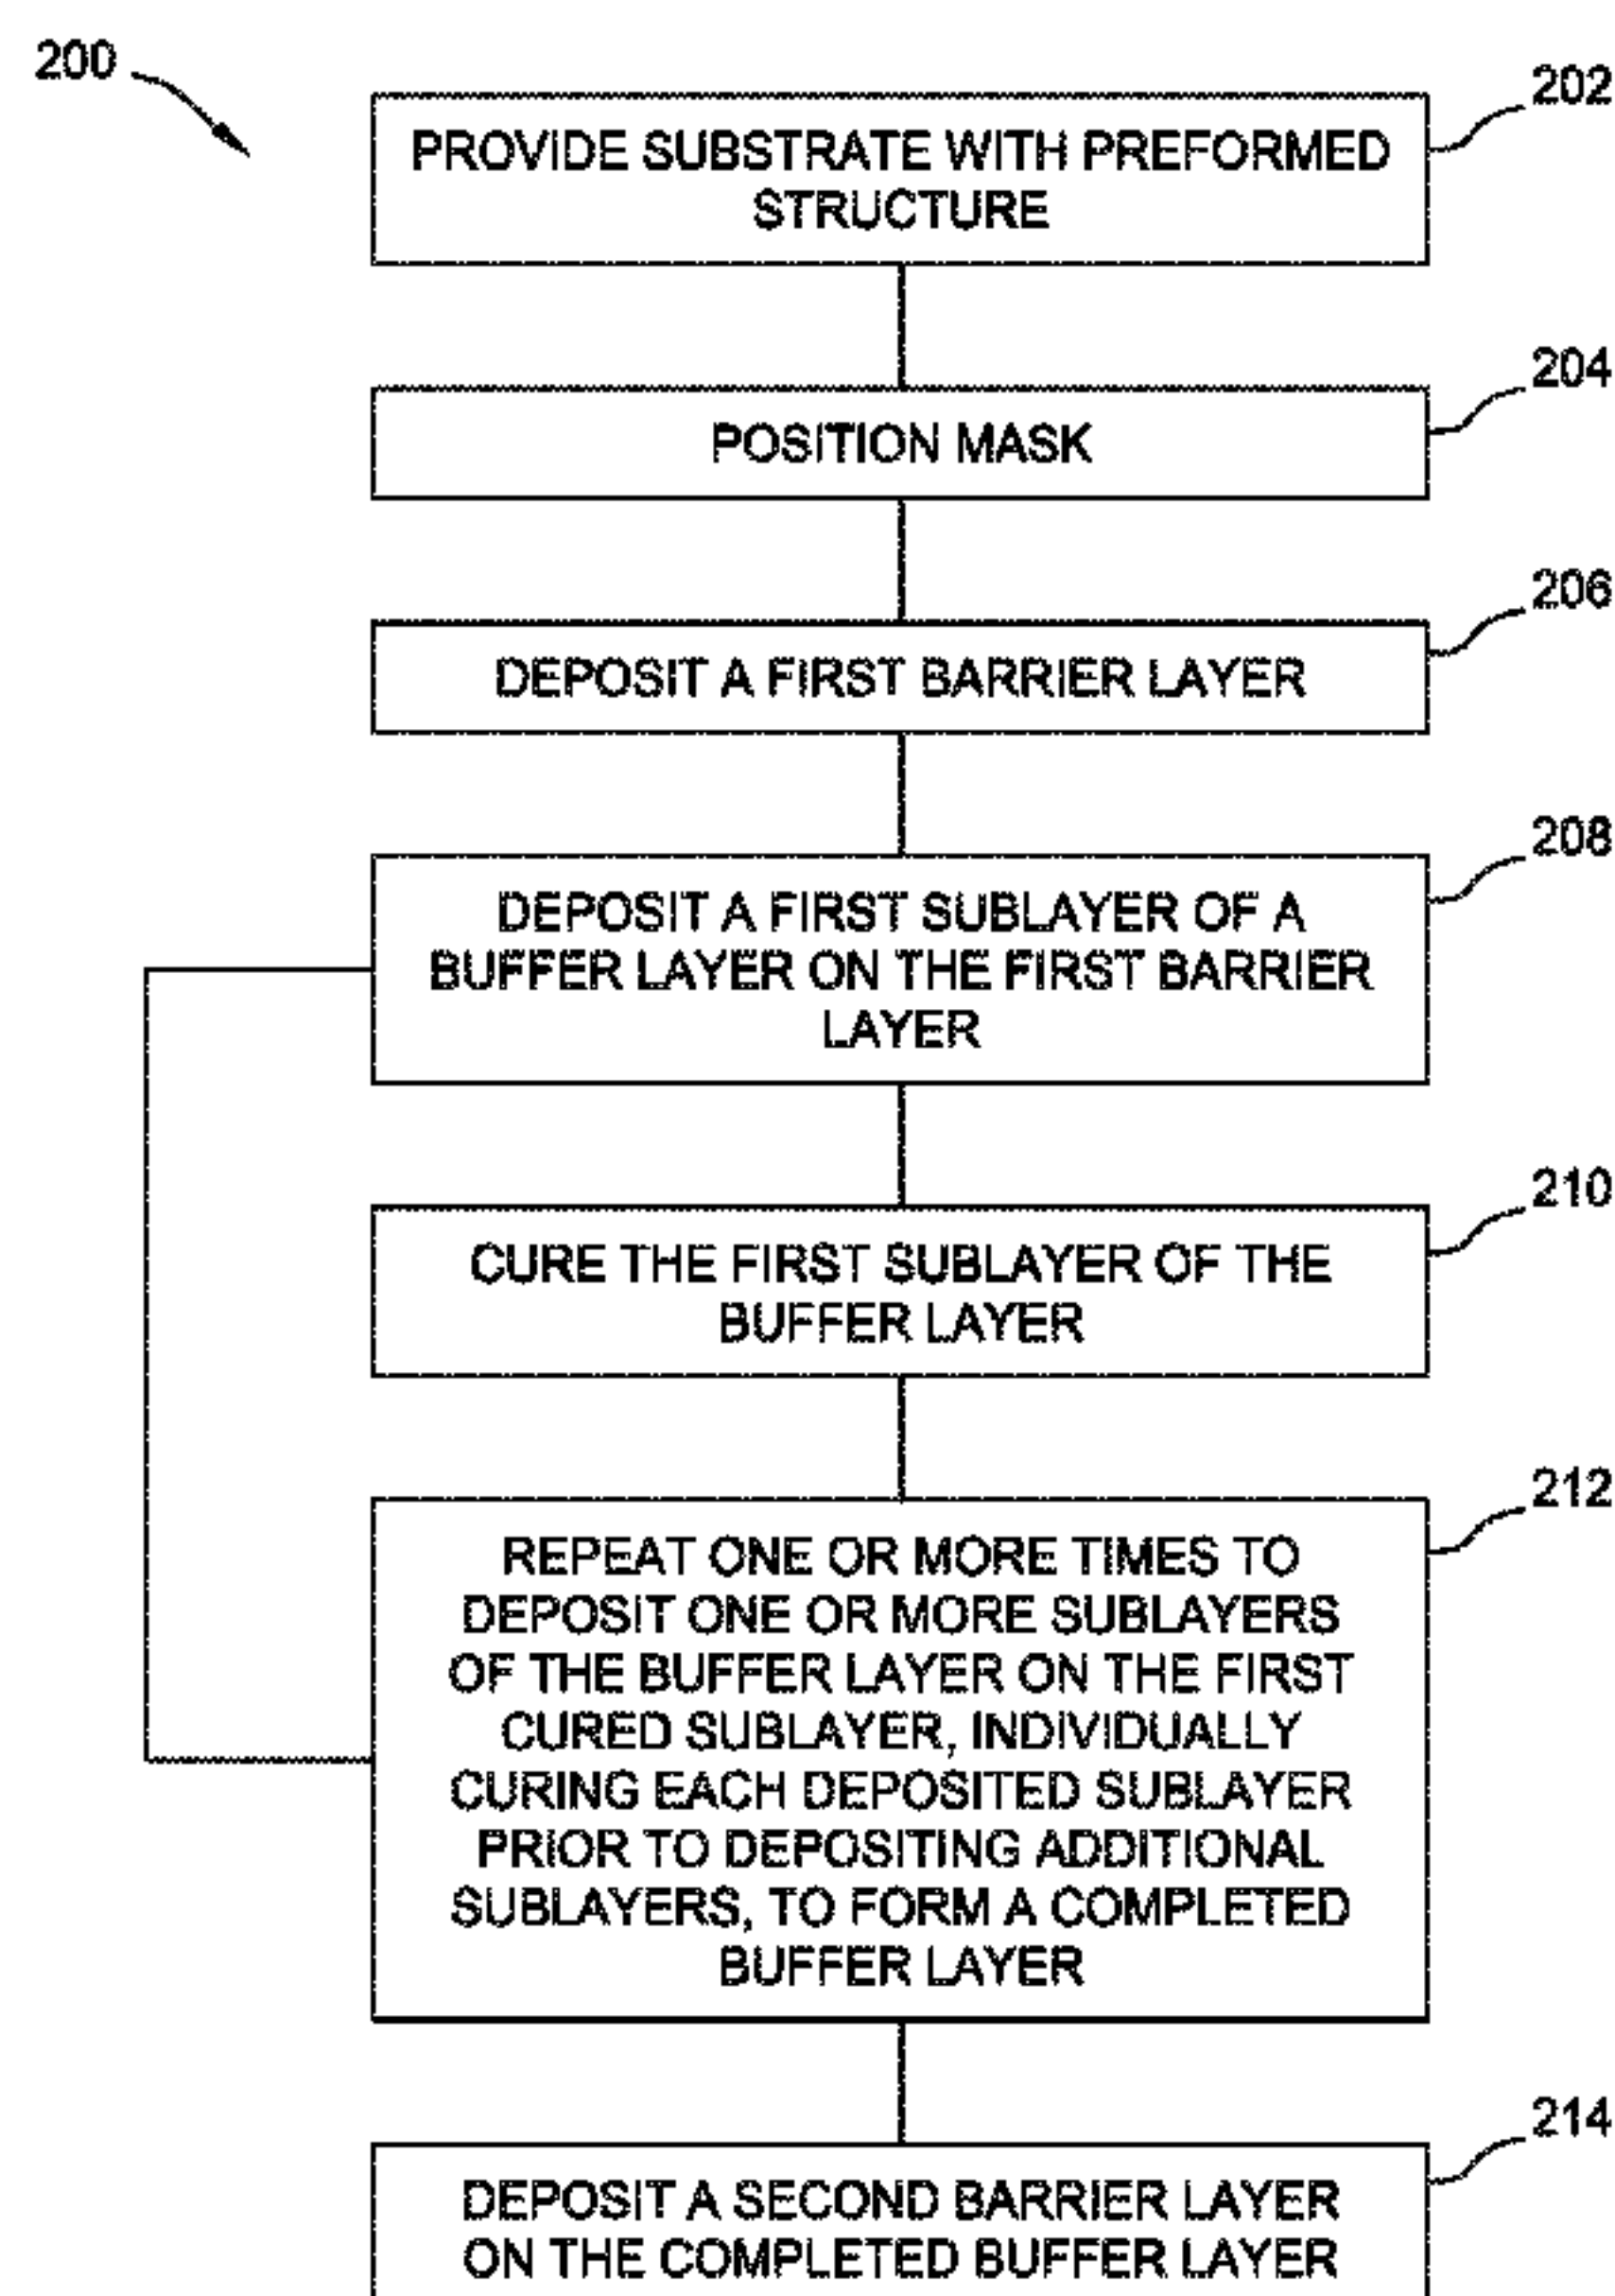 200
202
PROVIDE SUBSTRATE WITH PREFORMED
STRUCTURE
204
POSITION MASK
206
DEPOSIT A FIRST BARRIER LAYER
208
DEPOSIT A FIRST SUBLAYER OF A
BUFFER LAYER ON THE FIRST BARRIER
LAYER
210
CURE THE FIRST SUBLAYER OF THE
BUFFER LAYER
212
REPEAT ONE OR MORE TIMES TO
DEPOSIT ONE OR MORE SUBLAYERS
OF THE BUFFER LAYER ON THE FIRST
CURED SUBLAYER, INDIVIDUALLY
CURING EACH DEPOSITED SUBLAYER
PRIOR TO DEPOSITING ADDITIONAL
SUBLAYERS, TO FORM A COMPLETED
BUFFER LAYER
214
DEPOSIT A SECOND BARRIER LAYER
ON THE COMPLETED BUFFER LAYER